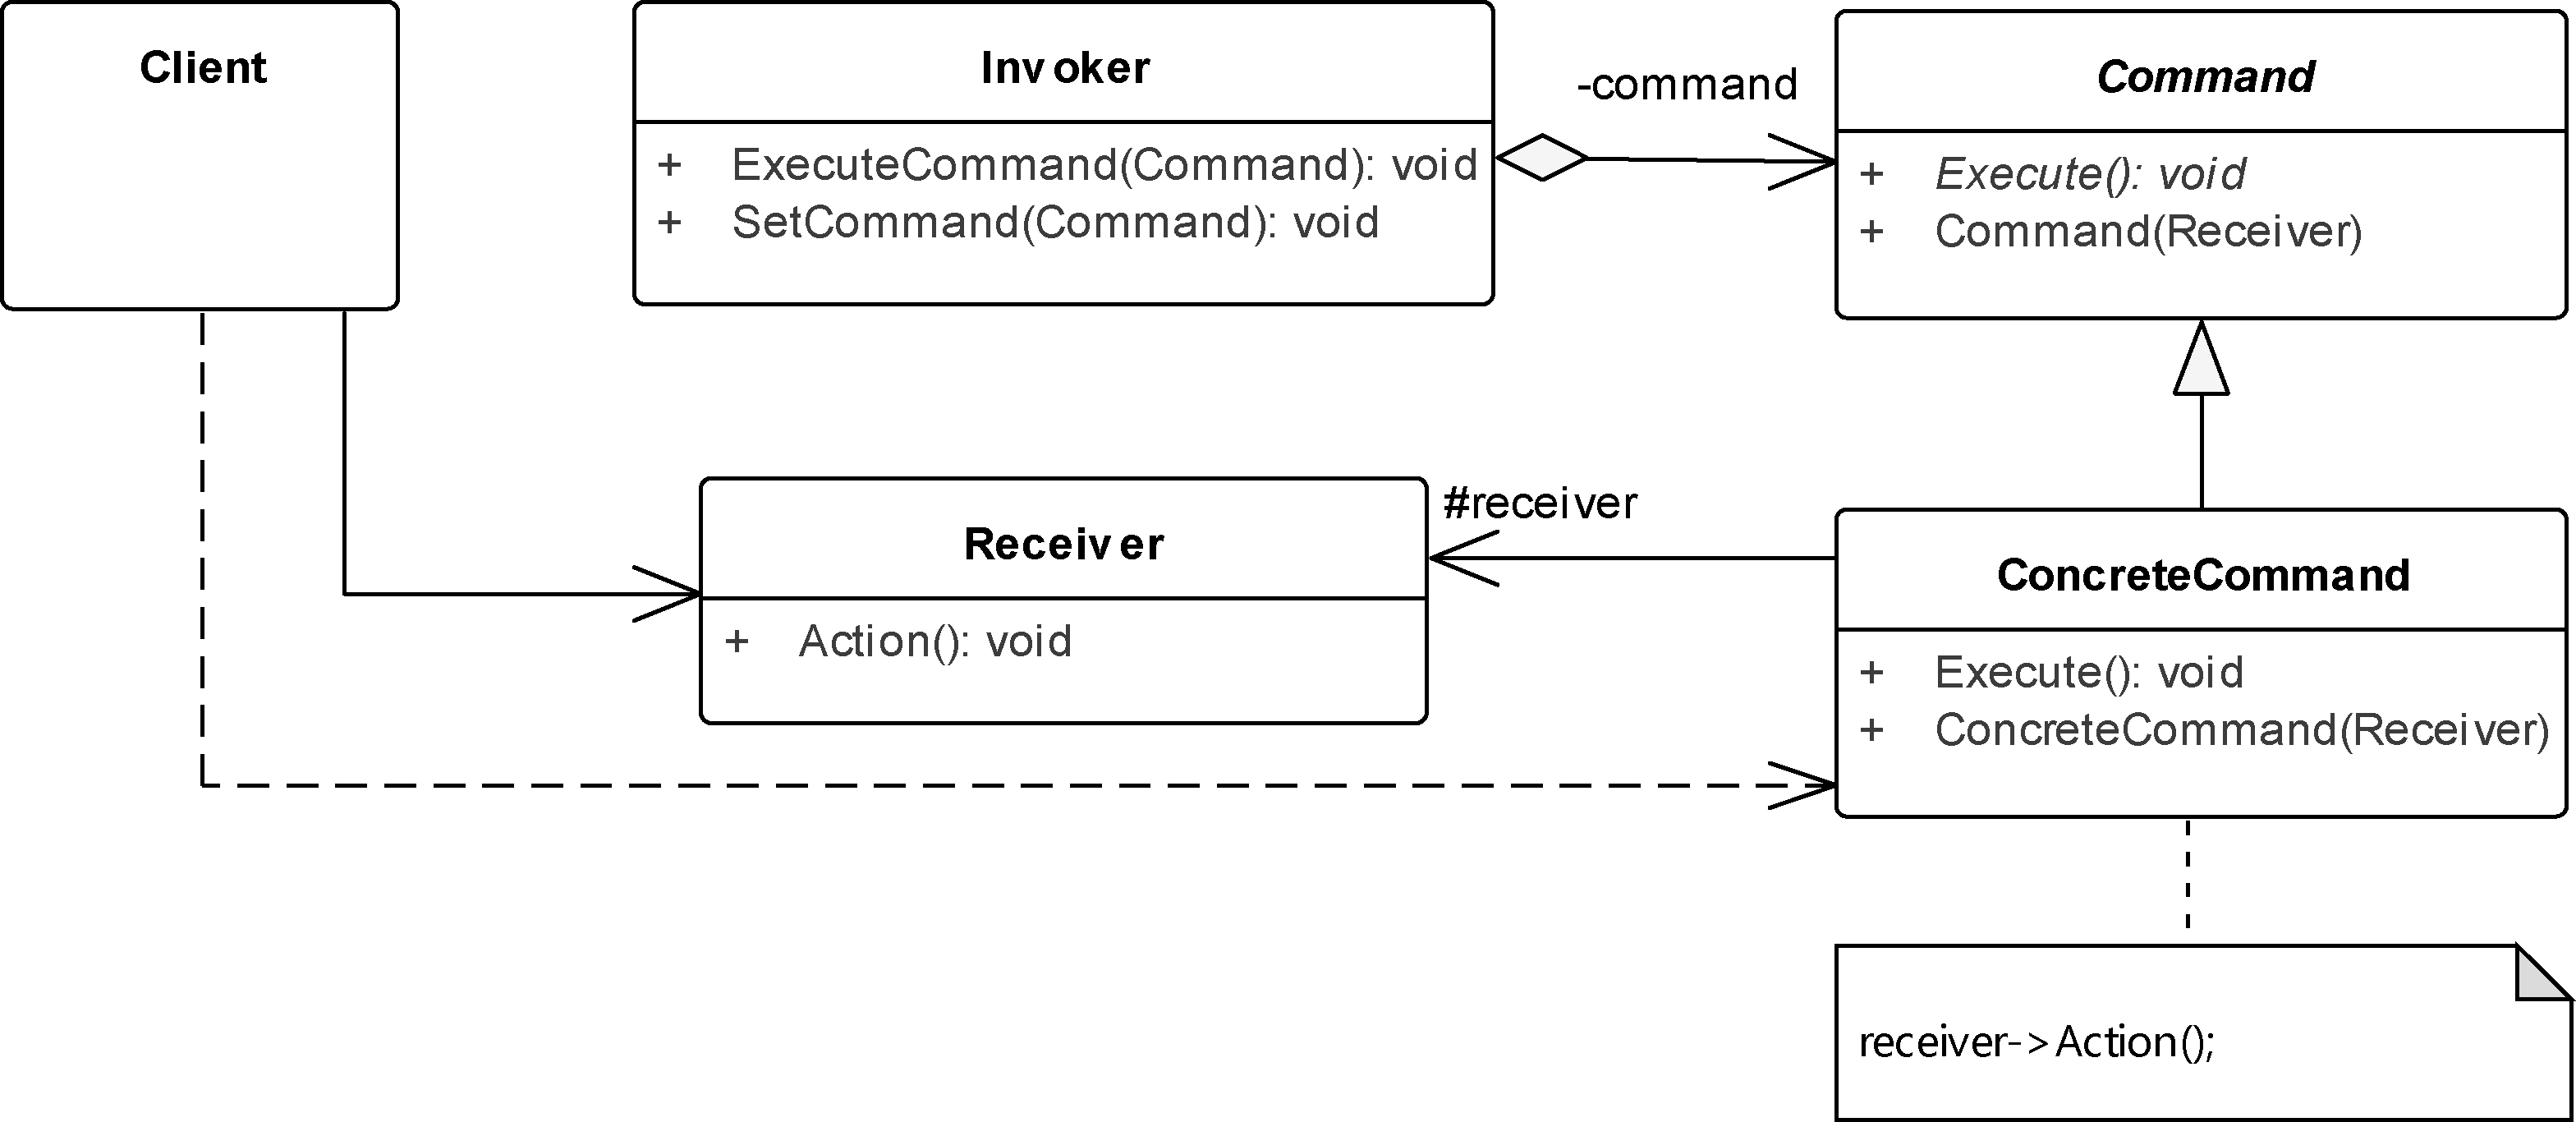 Client
Invoker
+ ExecuteCommand(Command): void
+ SetCommand(Command): void
-command
Command
+ Execute(): void
+ Command(Receiver)
Receiver
+ Action(): void
#receiver
ConcreteCommand
+ Execute(): void
+ ConcreteCommand(Receiver)
receiver->Action();